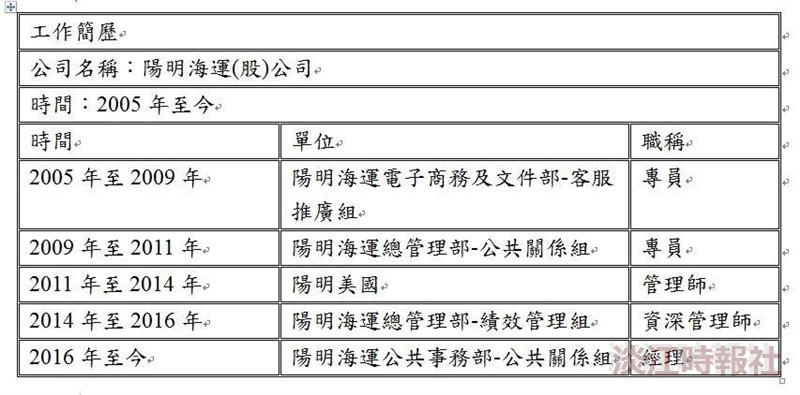 工作簡歷
公司名稱：陽明海運(股)公司
時間：2005 年至今
時間 單位 職稱
2005 年至 2009 年 陽明海運電子商務及文件部-客服 專員
推廣組
2009 年至 2011 年 陽明海運總管理部-公共關係組 專員
2011 年至 2014 年 陽明美國 管理師
2014 年至 2016 年 陽明海運總管理部-績效管理組 資深管理師
2016 年至今 陽明海運公共事務部-公共關係組 經理
淡江時報社